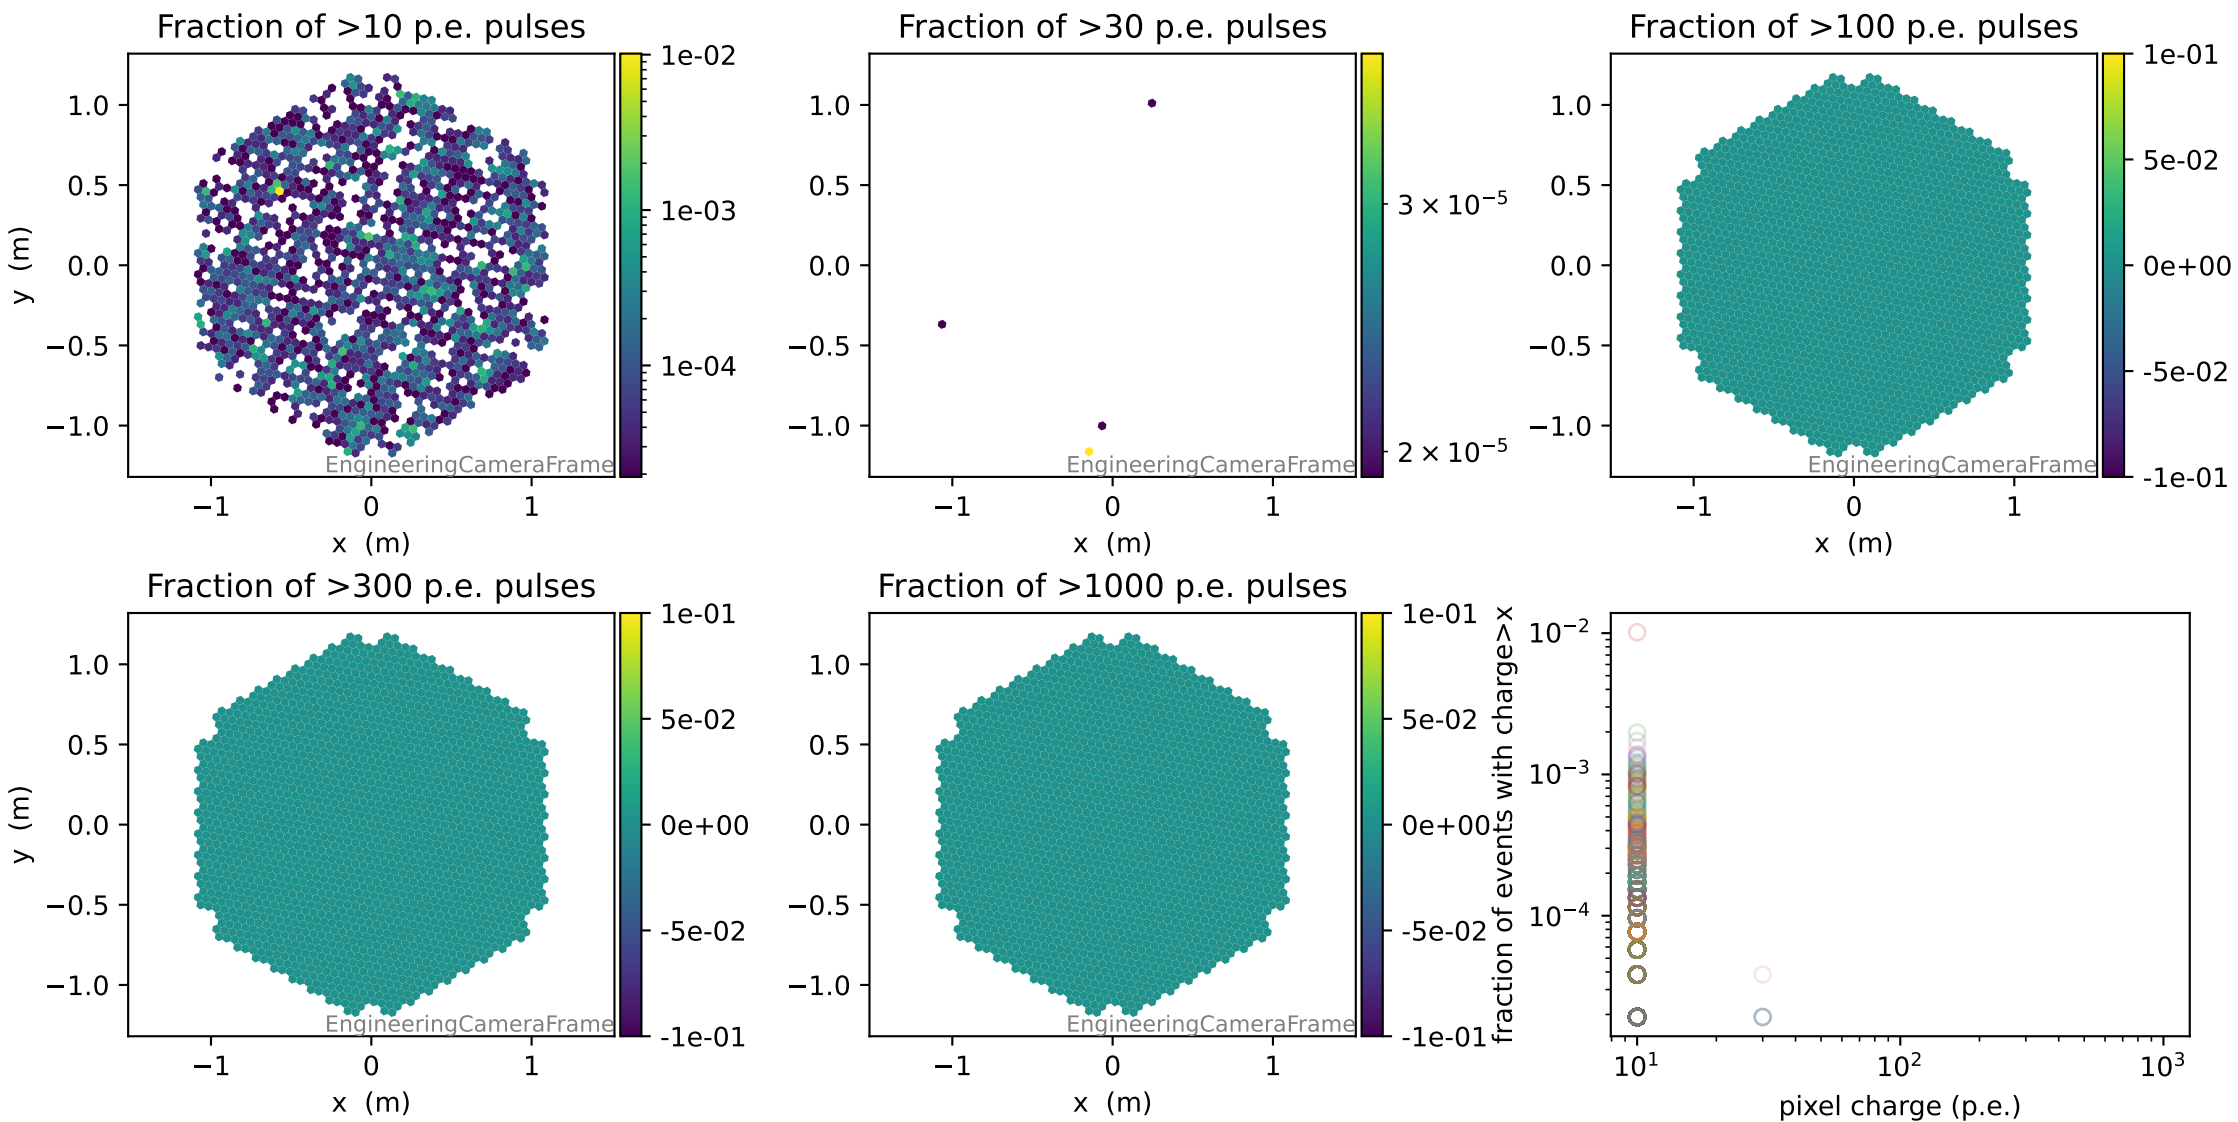 Fraction of >10 p.e. pulses
y (m)
1.0
0.5
0.0
−0.5
−1.0
−1
0
1
x (m)
EngineeringCameraFrame
1e-02
1e-03
1e-04
Fraction of >30 p.e. pulses
1.0
0.5
0.0
−0.5
−1.0
−1
0
1
x (m)
EngineeringCameraFrame
3×10⁻⁵
2×10⁻⁵
Fraction of >100 p.e. pulses
1.0
0.5
0.0
−0.5
−1.0
−1
0
1
x (m)
EngineeringCameraFrame
1e-01
5e-02
0e+00
-5e-02
-1e-01
Fraction of >300 p.e. pulses
y (m)
1.0
0.5
0.0
−0.5
−1.0
−1
0
1
x (m)
EngineeringCameraFrame
1e-01
5e-02
0e+00
-5e-02
-1e-01
Fraction of >1000 p.e. pulses
1.0
0.5
0.0
−0.5
−1.0
−1
0
1
x (m)
EngineeringCameraFrame
1e-01
5e-02
0e+00
-5e-02
-1e-01
fraction of events with charge>x
10⁻²
10⁻³
10⁻⁴
10¹
10²
10³
pixel charge (p.e.)